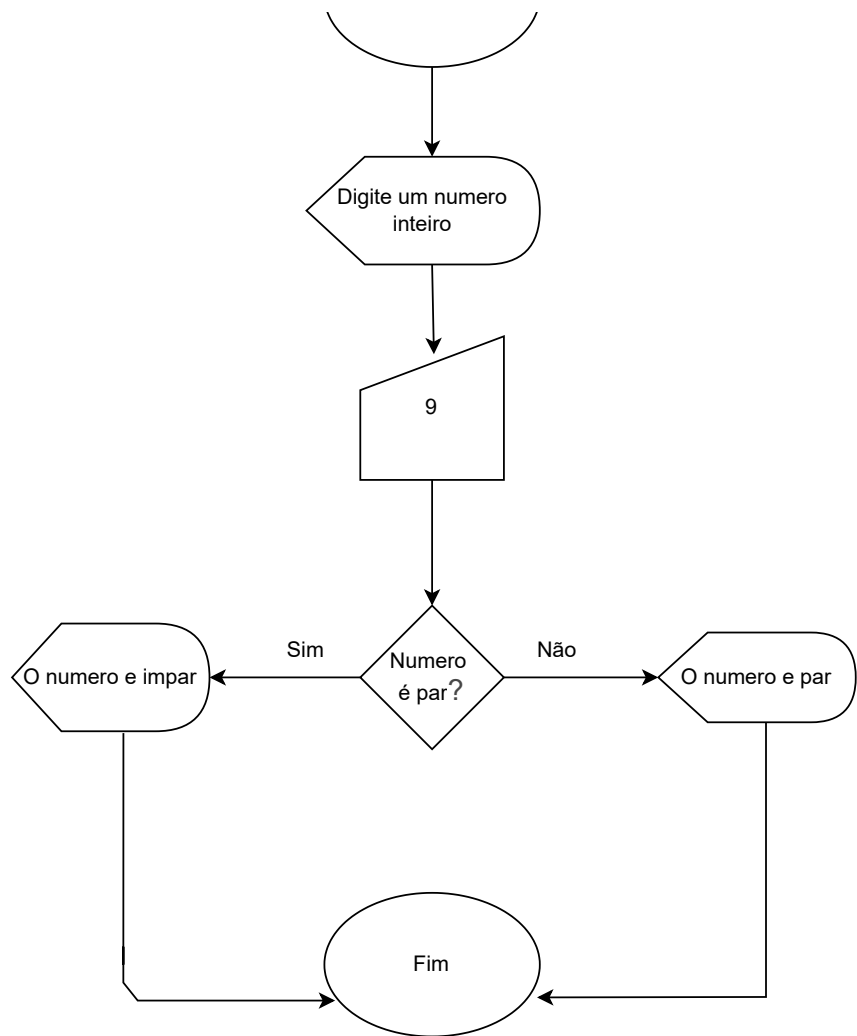 Digite um numero
inteiro
9
Sim
Não
O numero e impar
Numero
é par?
O numero e par
Fim